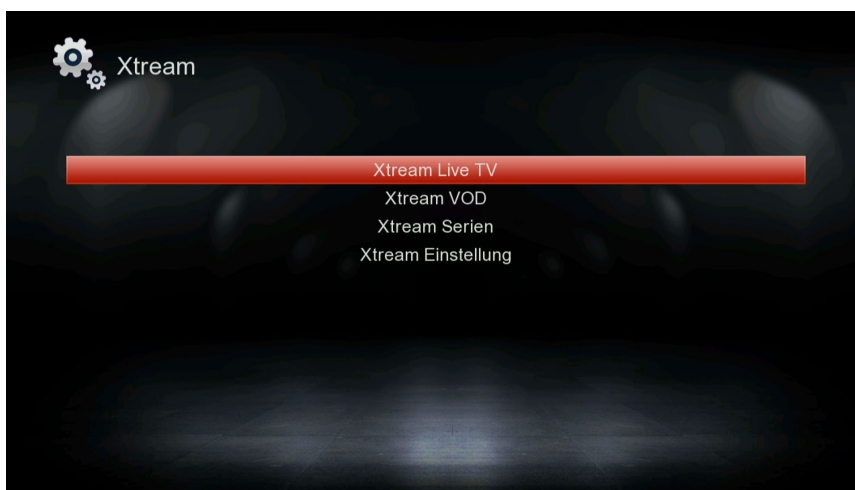 Xtream
Xtream Live TV
Xtream VOD
Xtream Serien
Xtream Einstellung